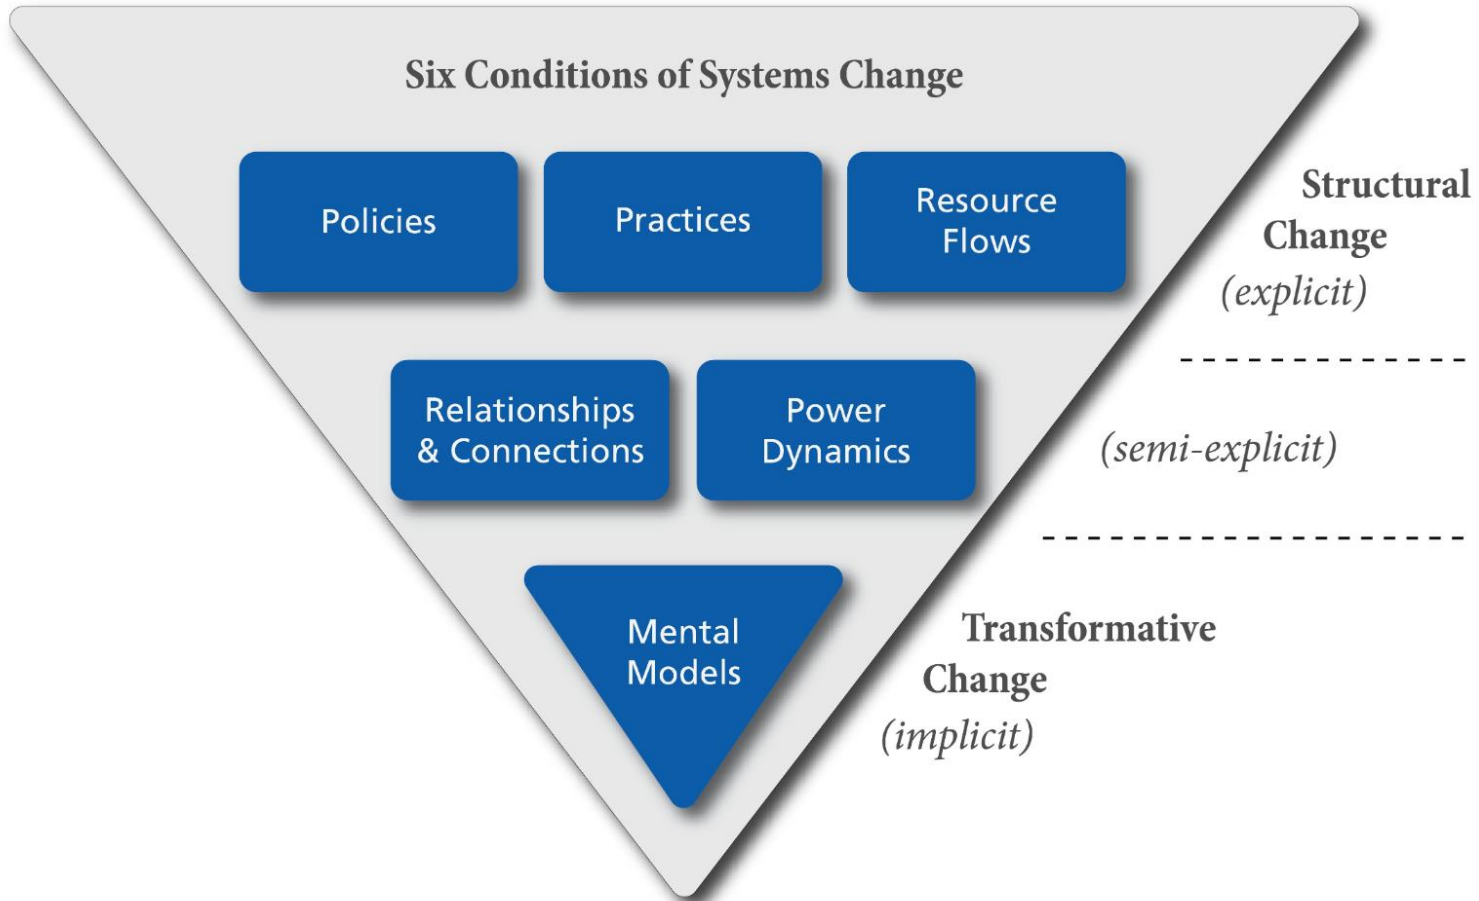 Six Conditions of Systems Change
Policies
Practices
Resource
Flows
Structural
Change
(explicit)
Relationships
& Connections
Power
Dynamics
(semi-explicit)
Mental
Models
Transformative
Change
(implicit)